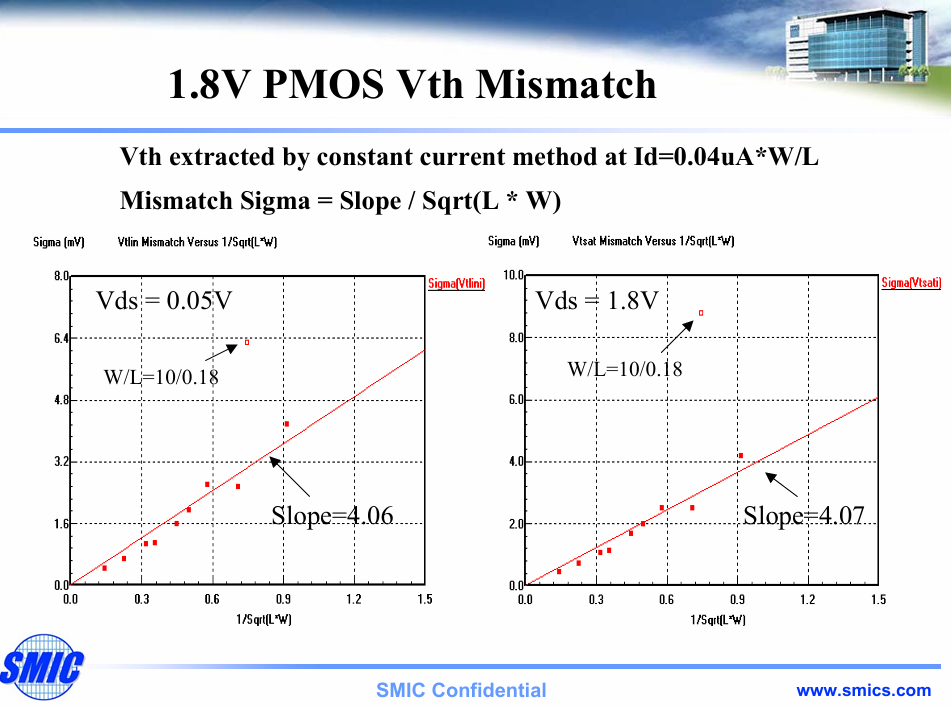 1.8V PMOS Vth Mismatch
Vth extracted by constant current method at Id=0.04uA*W/L
Mismatch Sigma = Slope / Sqrt(L * W)
Sigma (mV)
Vtlin Mismatch Versus 1/Sqrt(L*W)
8.0
6.4
4.8
3.2
1.6
0.0
0.0 0.3 0.6 0.9 1.2 1.5
1/Sqrt(L*W)
Sigma(Vtlini)
Vds = 0.05V
W/L=10/0.18
Slope=4.06
Sigma (mV)
Vtsat Mismatch Versus 1/Sqrt(L*W)
10.0
8.0
6.0
4.0
2.0
0.0
0.0 0.3 0.6 0.9 1.2 1.5
1/Sqrt(L*W)
Sigma(Vtsati)
Vds = 1.8V
W/L=10/0.18
Slope=4.07
SMIC
SMIC Confidential
www.smics.com